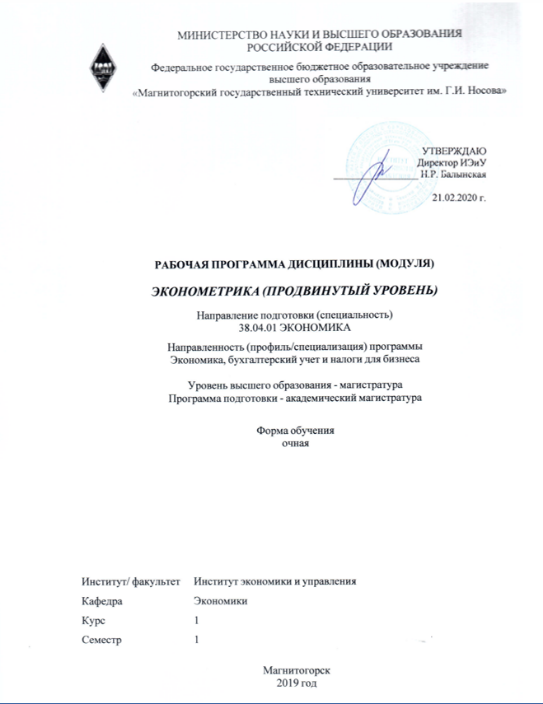 МИНИСТЕРСТВО НАУКИ И ВЫСШЕГО ОБРАЗОВАНИЯ
РОССИЙСКОЙ ФЕДЕРАЦИИ
Федеральное государственное бюджетное образовательное учреждение
высшего образования
«Магнитогорский государственный технический университет им. Г.И. Носова»
УТВЕРЖДАЮ
Директор ИЭиУ
Н.Р. Балынская
21.02.2020 г.
РАБОЧАЯ ПРОГРАММА ДИСЦИПЛИНЫ (МОДУЛЯ)
ЭКОНОМЕТРИКА (ПРОДВИНУТЫЙ УРОВЕНЬ)
Направление подготовки (специальность)
38.04.01 ЭКОНОМИКА
Направленность (профиль/специализация) программы
Экономика, бухгалтерский учет и налоги для бизнеса
Уровень высшего образования - магистратура
Программа подготовки - академический магистратура
Форма обучения
очная
Институт/ факультет Институт экономики и управления
Кафедра Экономики
Курс 1
Семестр 1
Магнитогорск
2019 год